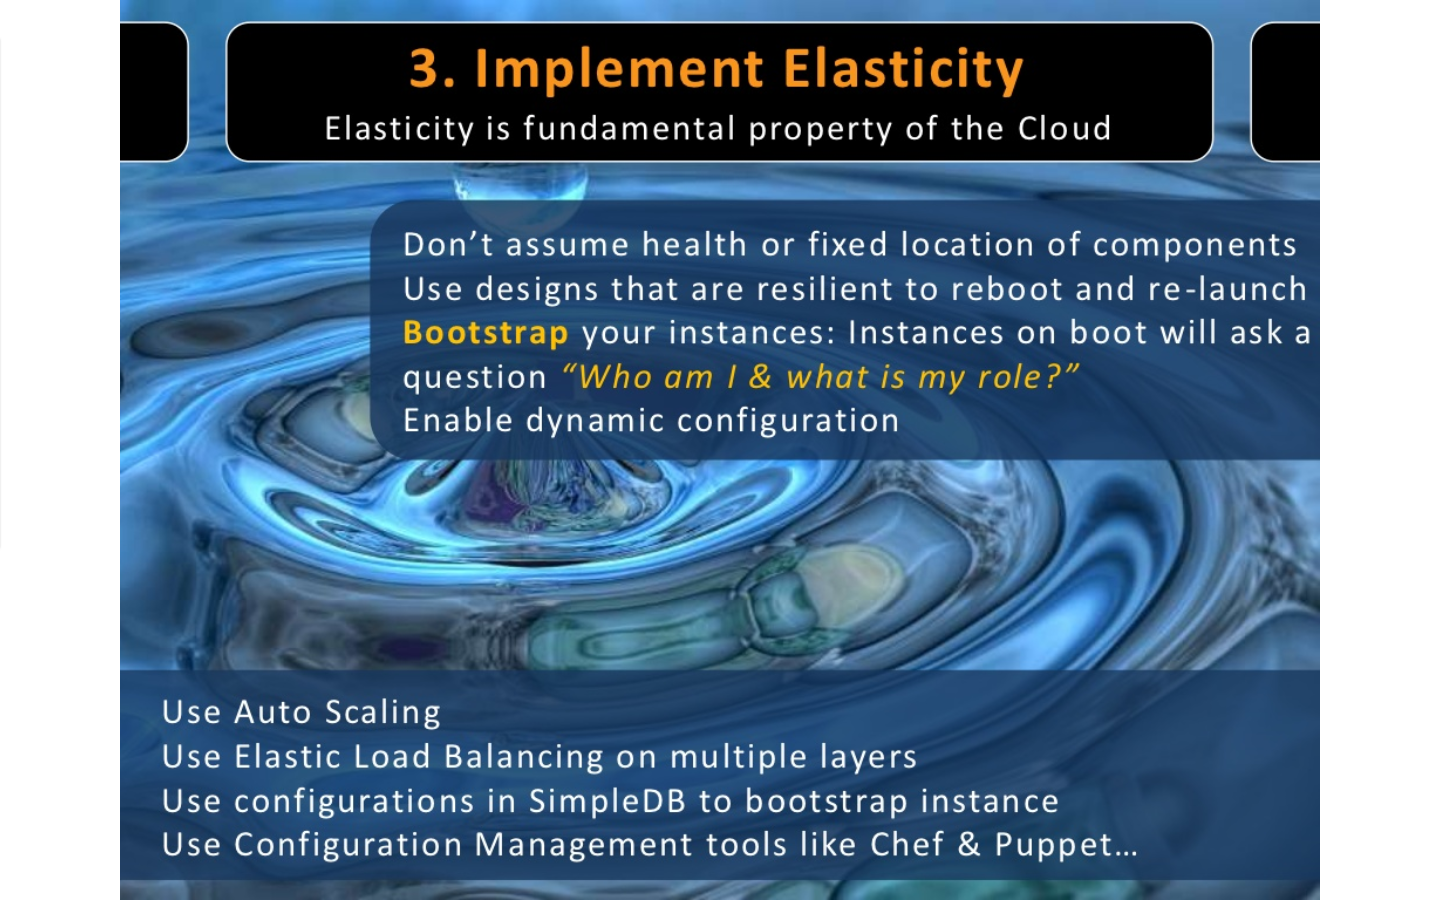 3. Implement Elasticity
Elasticity is fundamental property of the Cloud
Don’t assume health or fixed location of components
Use designs that are resilient to reboot and re-launch
Bootstrap your instances: Instances on boot will ask a
question “Who am I & what is my role?”
Enable dynamic configuration
Use Auto Scaling
Use Elastic Load Balancing on multiple layers
Use configurations in SimpleDB to bootstrap instance
Use Configuration Management tools like Chef & Puppet…